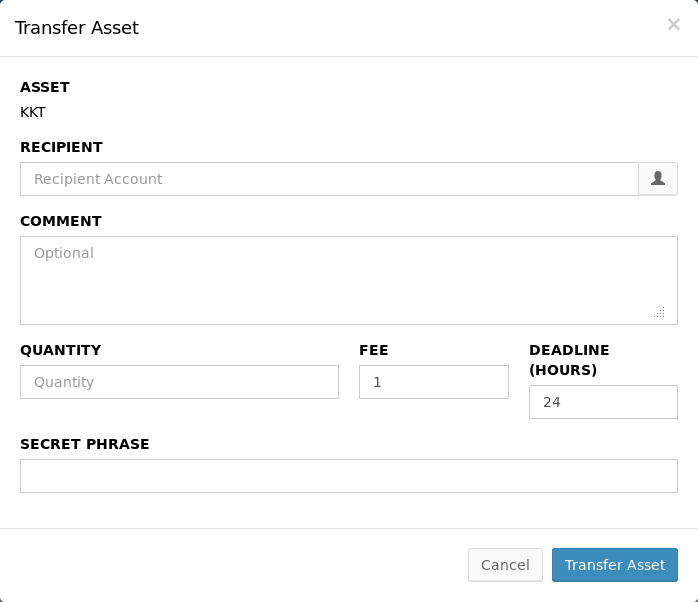 Transfer Asset
×
ASSET
KKT
RECIPIENT
Recipient Account
COMMENT
Optional
QUANTITY
Quantity
FEE
1
DEADLINE
(HOURS)
24
SECRET PHRASE
Cancel
Transfer Asset